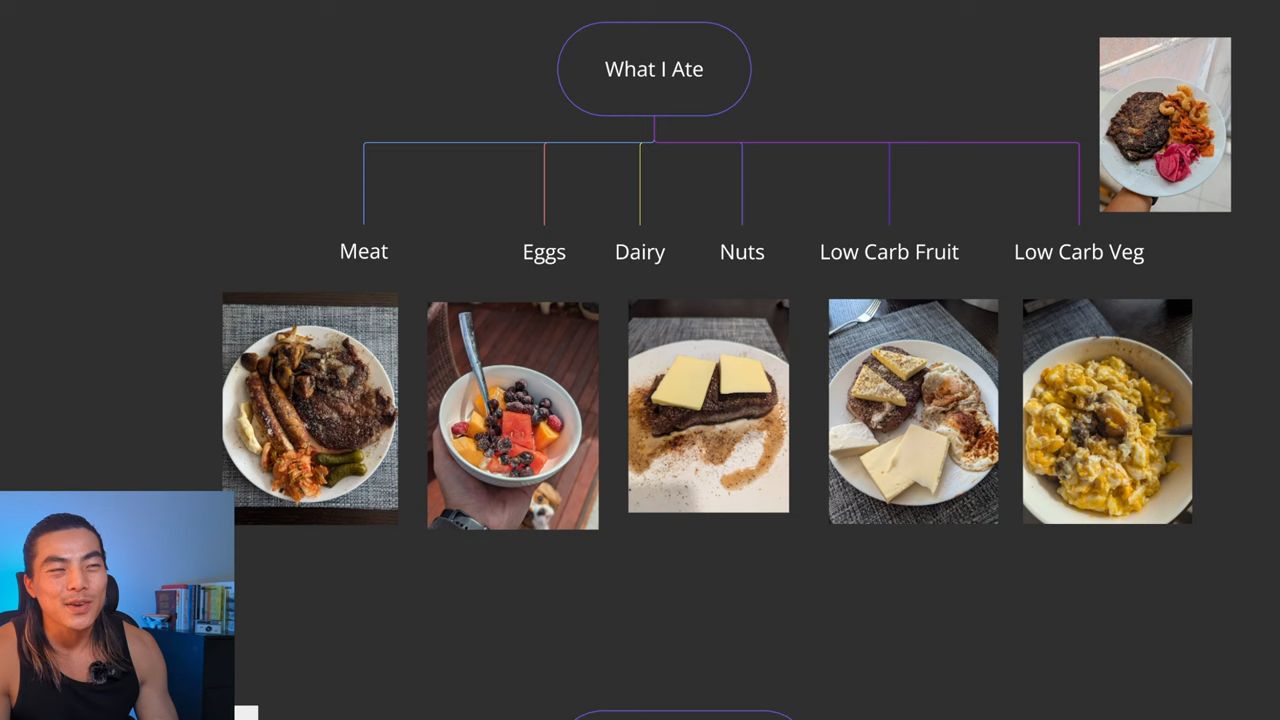 What I Ate
Meat
Eggs
Dairy
Nuts
Low Carb Fruit
Low Carb Veg